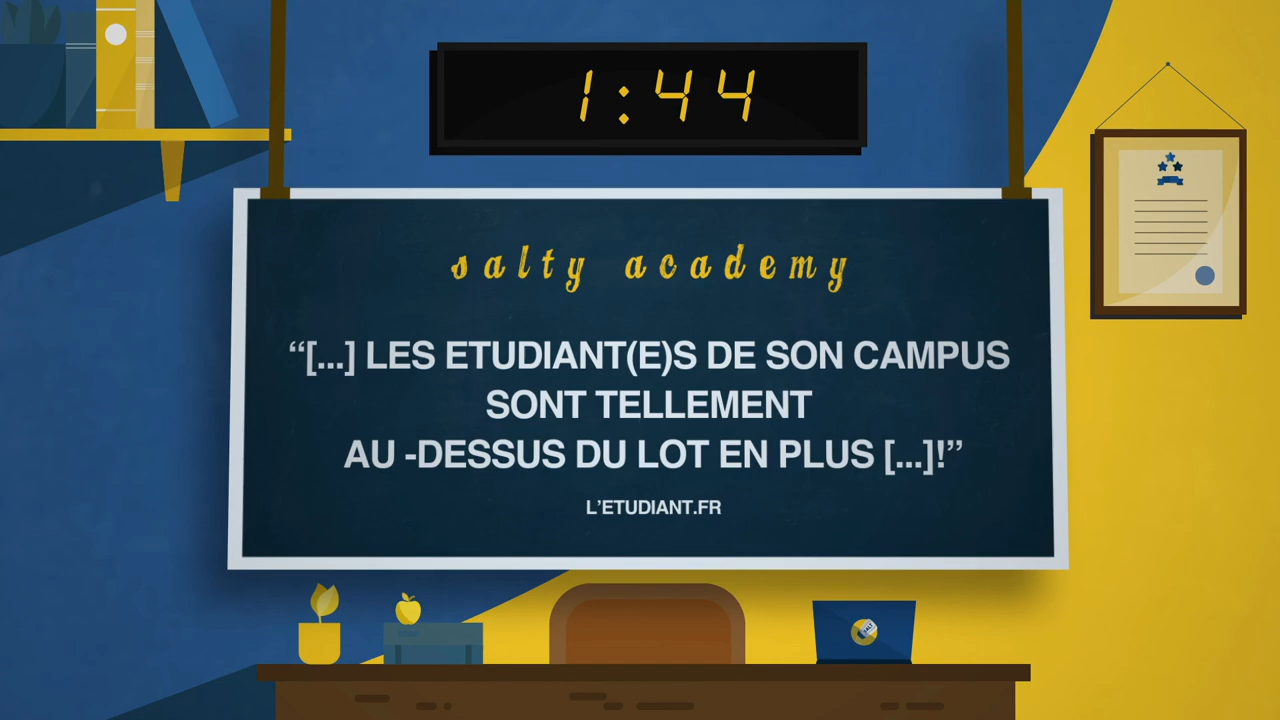 1:44
salty academy
“[...] LES ETUDIANT(E)S DE SON CAMPUS
SONT TELLEMENT
AU -DESSUS DU LOT EN PLUS [...]!”
L’ETUDIANT.FR